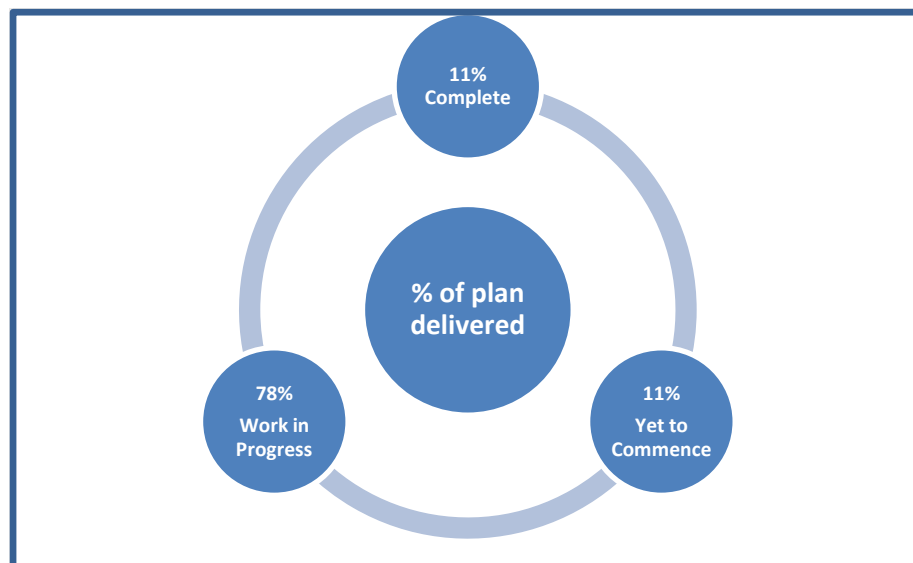 11%
Complete
% of plan
delivered
78%
Work in
Progress
11%
Yet to
Commence